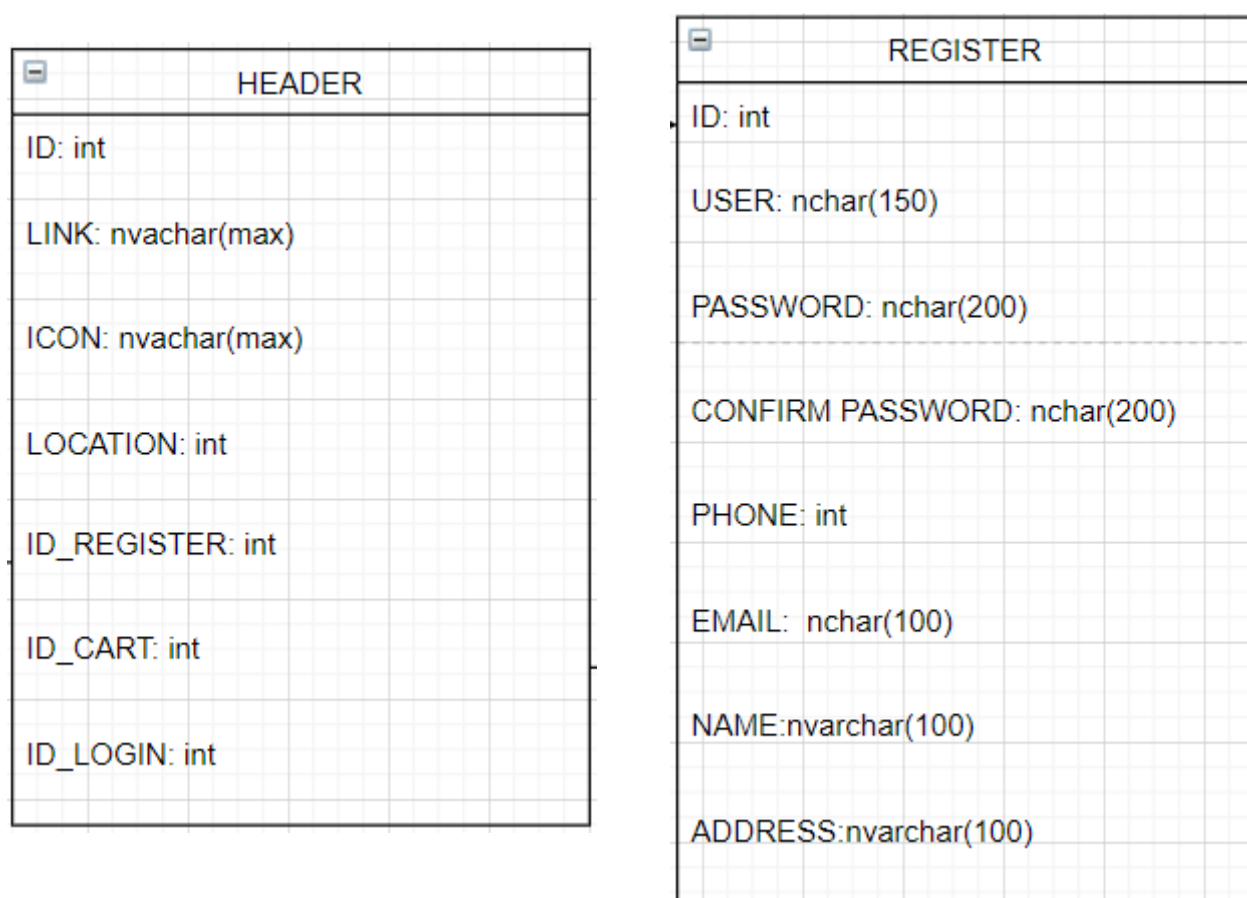 HEADER
ID: int
LINK: nvachar(max)
ICON: nvachar(max)
LOCATION: int
ID_REGISTER: int
ID_CART: int
ID_LOGIN: int
REGISTER
ID: int
USER: nchar(150)
PASSWORD: nchar(200)
CONFIRM PASSWORD: nchar(200)
PHONE: int
EMAIL:  nchar(100)
NAME:nvarchar(100)
ADDRESS:nvarchar(100)